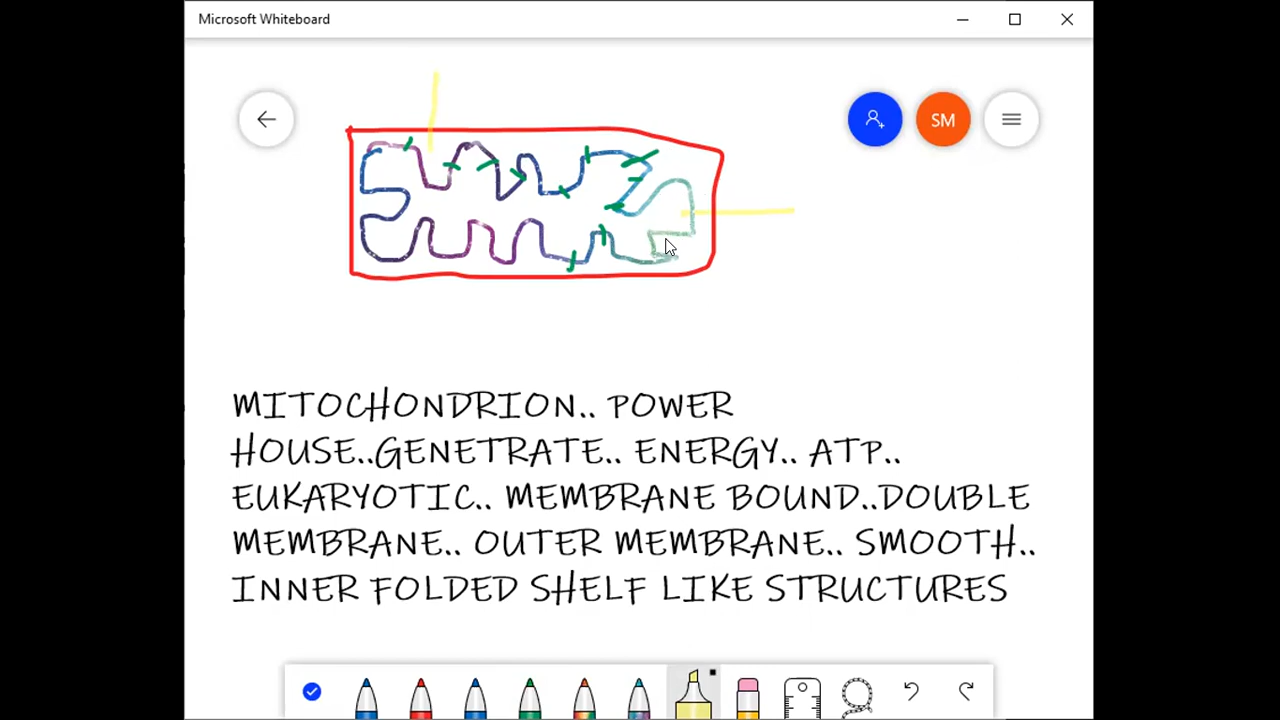 Microsoft Whiteboard
SM
MITOCHONDRION.. POWER
HOUSE..GENETRATE.. ENERGY.. ATP..
EUKARYOTIC.. MEMBRANE BOUND..DOUBLE
MEMBRANE.. OUTER MEMBRANE.. SMOOTH..
INNER FOLDED SHELF LIKE STRUCTURES